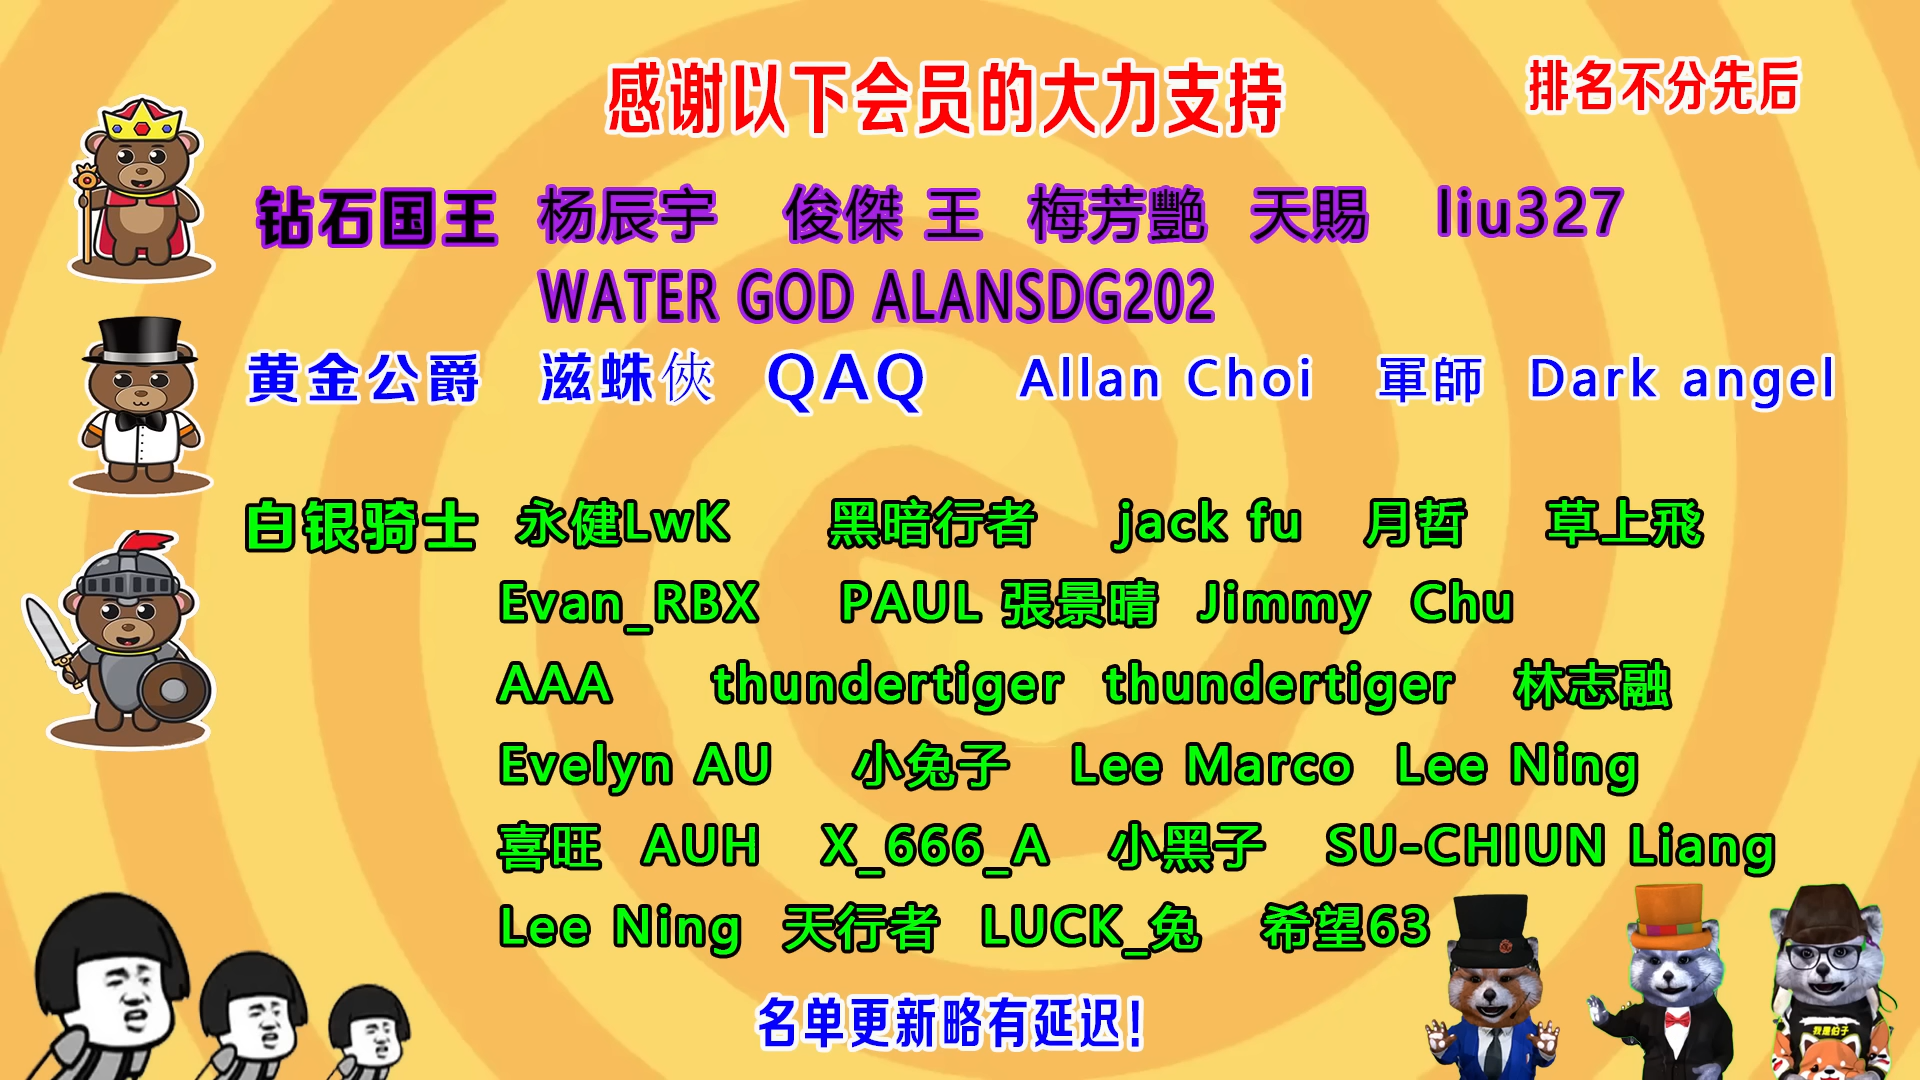 感谢以下会员的大力支持
排名不分先后
钻石国王 杨辰宇 俊傑 王 梅芳艷 天賜 liu327
WATER GOD ALANSDG202
黄金公爵 滋蛛俠 QAQ Allan Choi 軍師 Dark angel
白银骑士 永健LwK 黑暗行者 jack fu 月哲 草上飛
Evan_RBX PAUL 張景晴 Jimmy Chu
AAA thundertiger thundertiger 林志融
Evelyn AU 小兔子 Lee Marco Lee Ning
喜旺 AUH X_666_A 小黑子 SU-CHIUN Liang
Lee Ning 天行者 LUCK_兔 希望63
名单更新略有延迟！